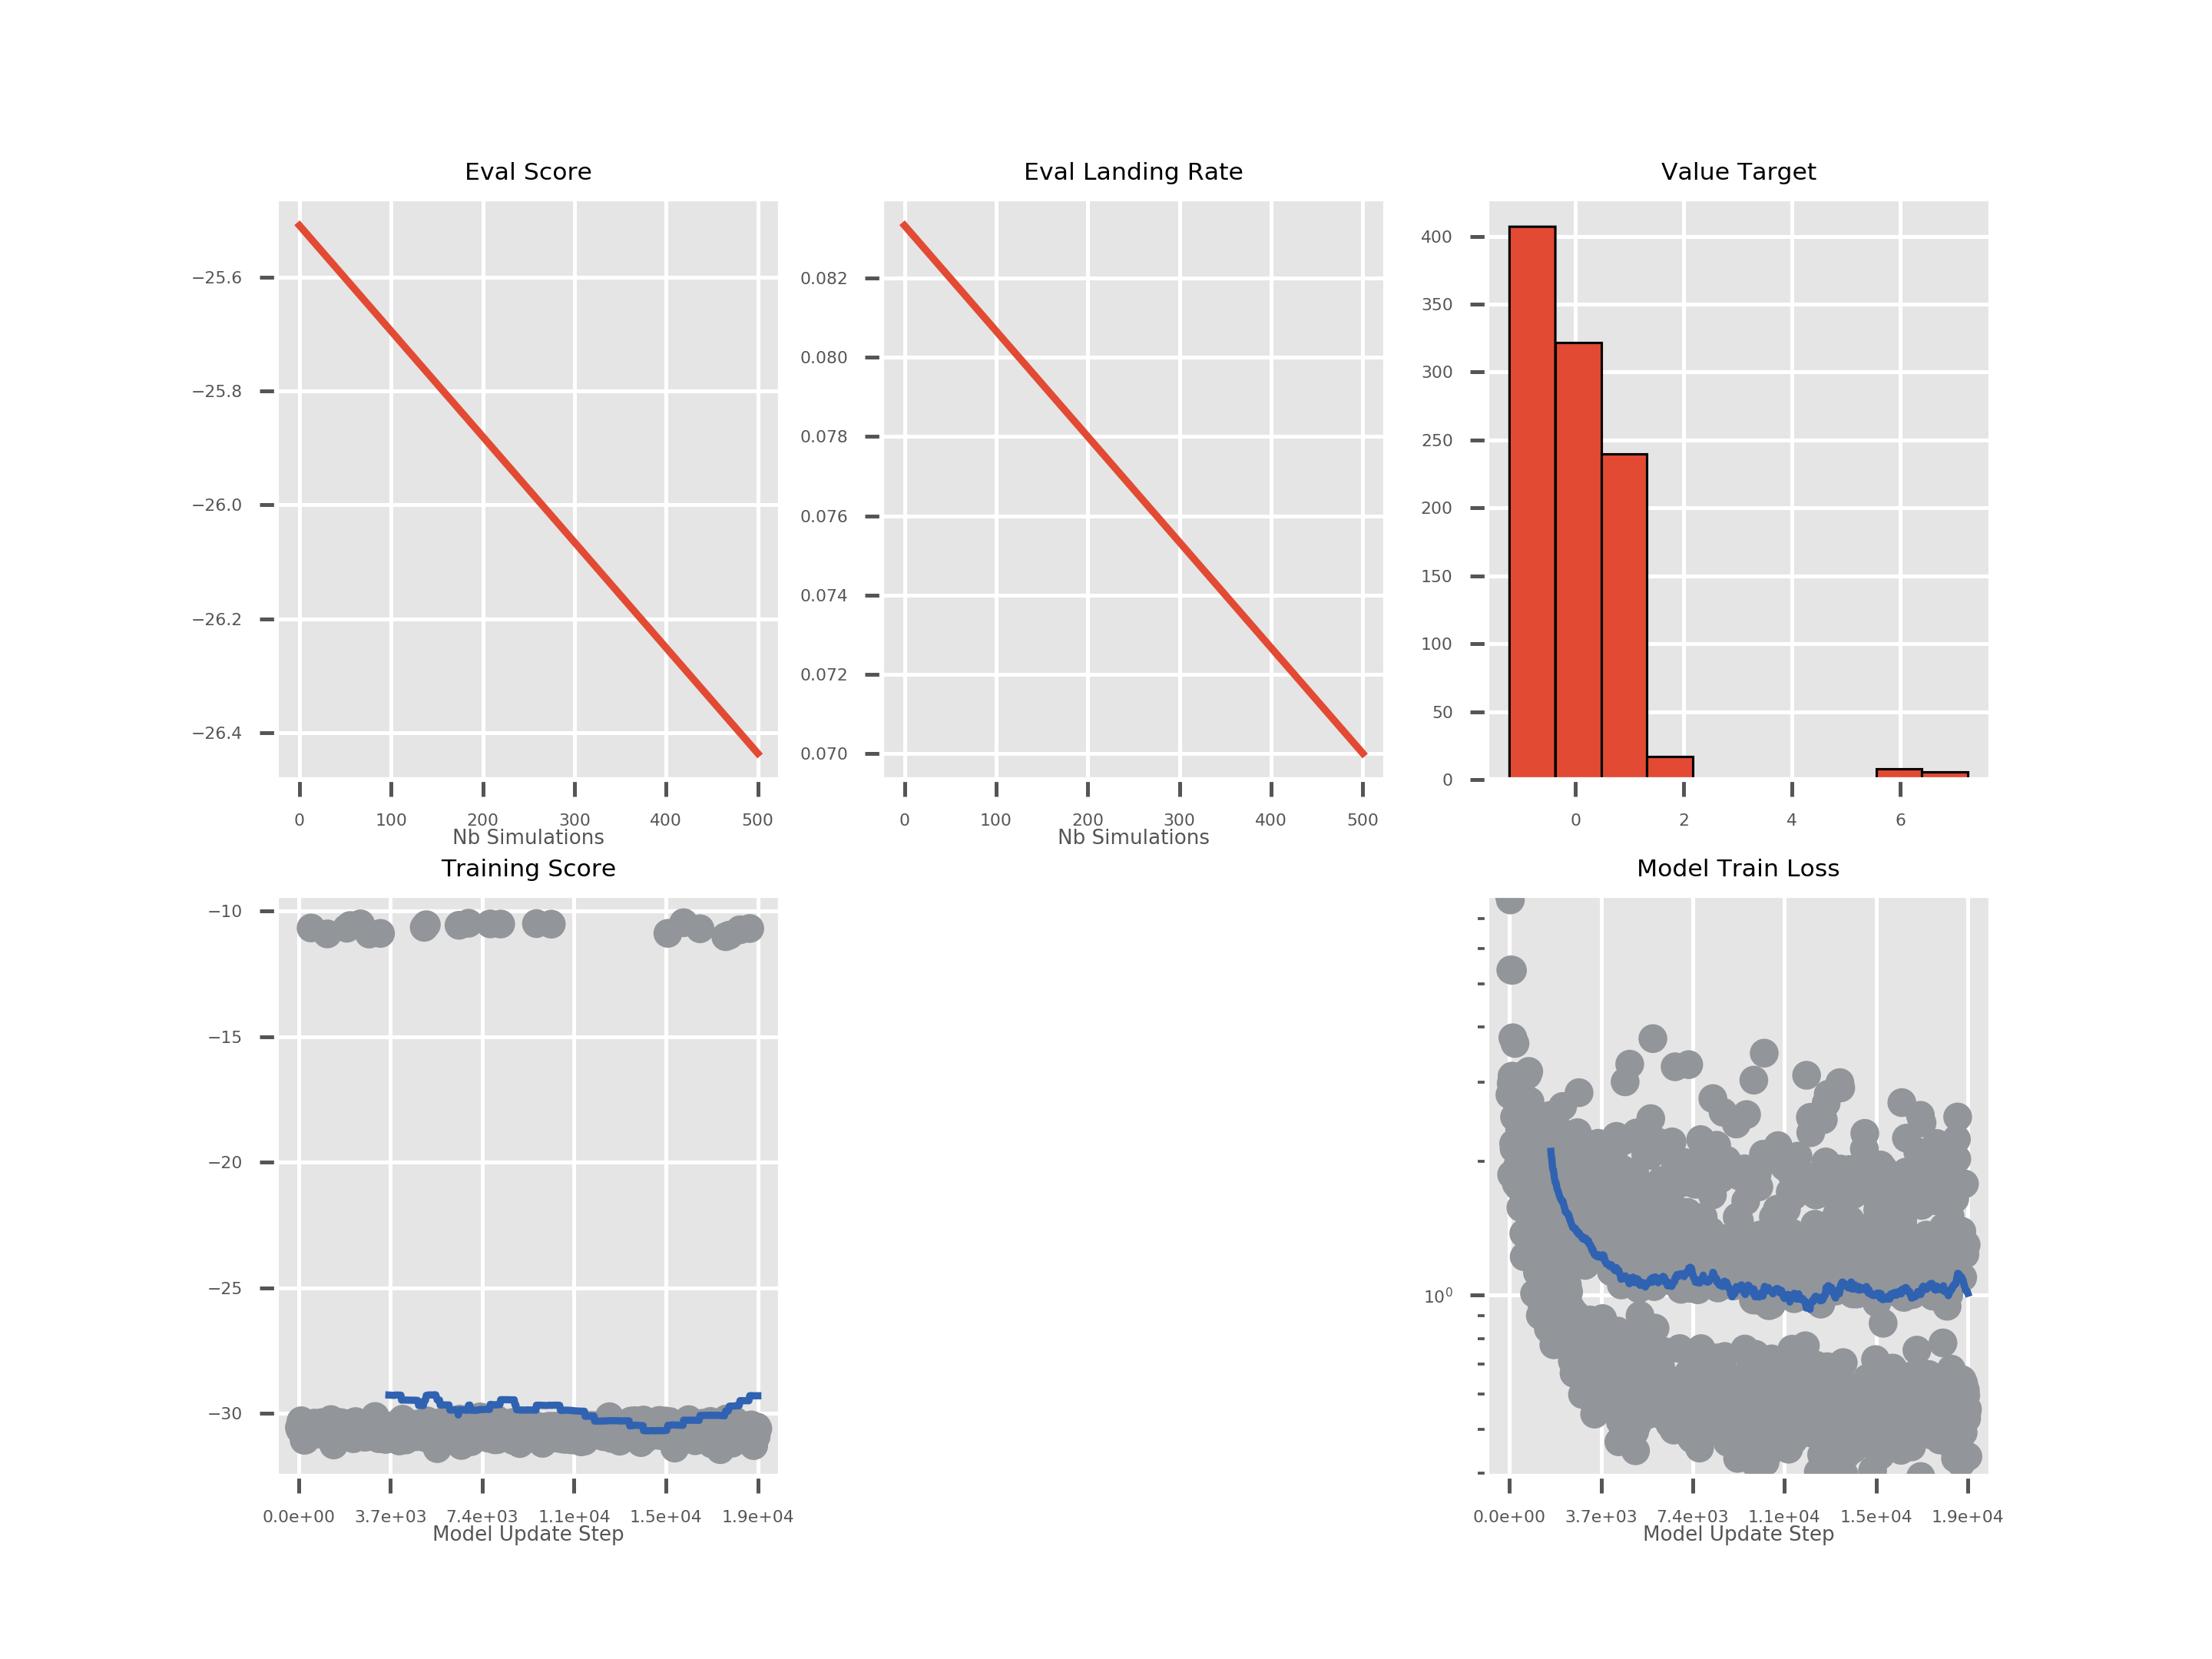 Eval Score
−25.6
−25.8
−26.0
−26.2
−26.4
0 100 200 300 400 500
Nb Simulations
Eval Landing Rate
0.082
0.080
0.078
0.076
0.074
0.072
0.070
0 100 200 300 400 500
Nb Simulations
Value Target
400
350
300
250
200
150
100
50
0
0 2 4 6
Training Score
−10
−15
−20
−25
−30
0.0e+00 3.7e+03 7.4e+03 1.1e+04 1.5e+04 1.9e+04
Model Update Step
Model Train Loss
10⁰
0.0e+00 3.7e+03 7.4e+03 1.1e+04 1.5e+04 1.9e+04
Model Update Step